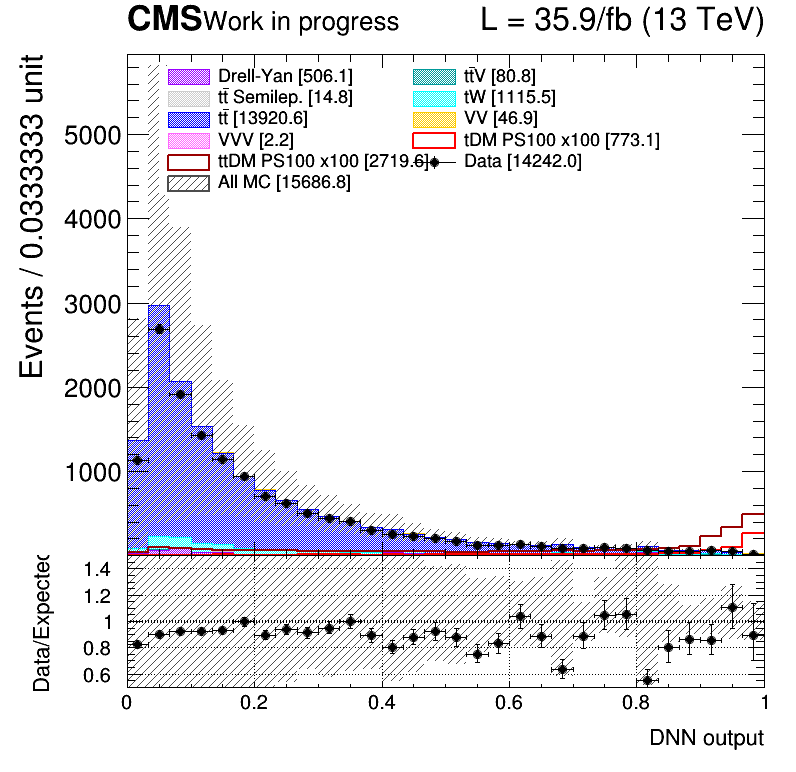 CMS Work in progress L = 35.9/fb (13 TeV)
Events / 0.0333333 unit
Drell-Yan [506.1] tt̄V [80.8]
tt̄ Semilep. [14.8] tW [1115.5]
tt̄ [13920.6] VV [46.9]
VVV [2.2] tDM PS100 x100 [773.1]
ttDM PS100 x100 [2719.6] Data [14242.0]
All MC [15686.8]
5000
4000
3000
2000
1000
Data/Expected
1.4
1.2
1
0.8
0.6
0 0.2 0.4 0.6 0.8 1
DNN output